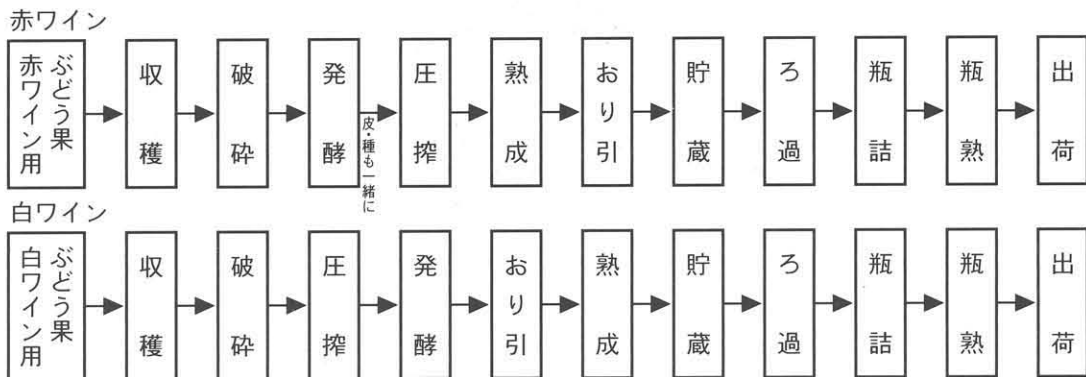 赤ワイン
ぶどう果
赤ワイン用
収穫
破砕
発酵
皮・種も一緒に
圧搾
熟成
おり引
貯蔵
ろ過
瓶詰
瓶熟
出荷
白ワイン
ぶどう果
白ワイン用
収穫
破砕
圧搾
発酵
おり引
熟成
貯蔵
ろ過
瓶詰
瓶熟
出荷